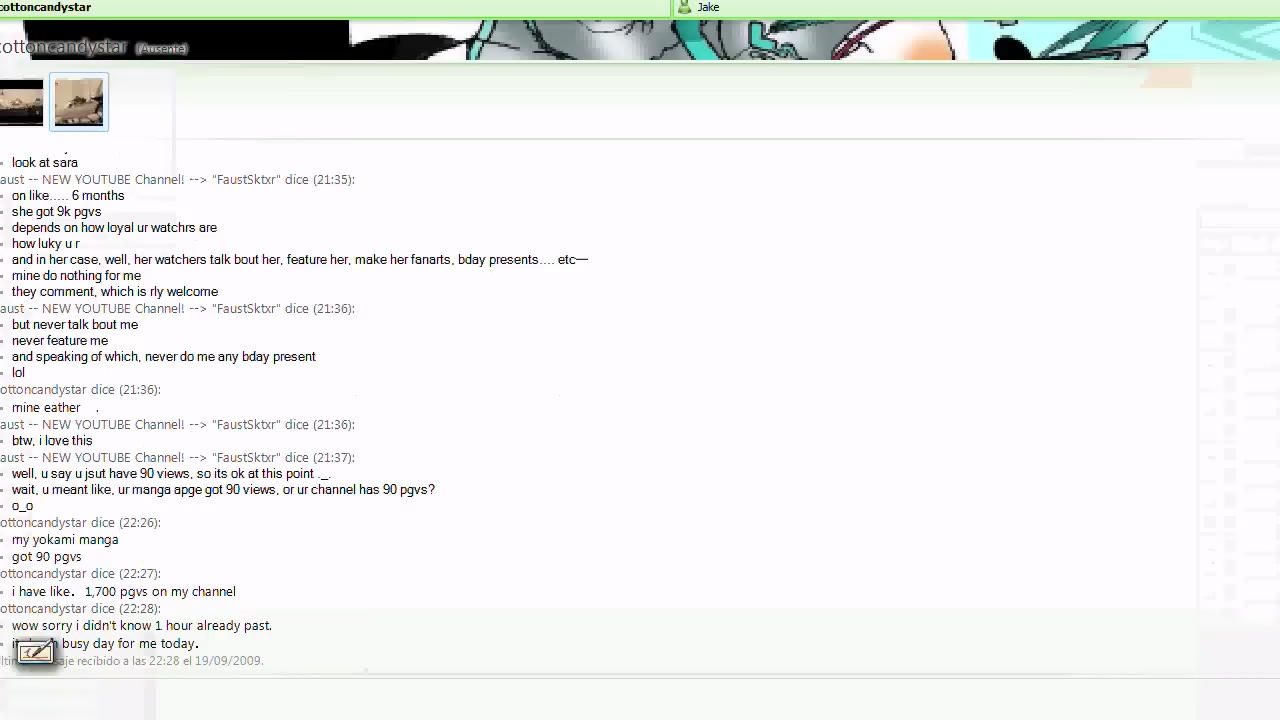 cottoncandystar
Jake
cottoncandystar (Ausente)
look at sara
aust -- NEW YOUTUBE Channel! --> "FaustSktxr" dice (21:35):
on like..... 6 months
she got 9k pgvs
depends on how loyal ur watchrs are
how luky u r
and in her case, well, her watchers talk bout her, feature her, make her fanarts, bday presents.... etc—
mine do nothing for me
they comment, which is rly welcome
aust -- NEW YOUTUBE Channel! --> "FaustSktxr" dice (21:36):
but never talk bout me
never feature me
and speaking of which, never do me any bday present
lol
ottoncandystar dice (21:36):
mine eather .
aust -- NEW YOUTUBE Channel! --> "FaustSktxr" dice (21:36):
btw, i love this
aust -- NEW YOUTUBE Channel! --> "FaustSktxr" dice (21:37):
well, u say u jsut have 90 views, so its ok at this point ._.
wait, u meant like, ur manga apge got 90 views, or ur channel has 90 pgvs?
o_o
ottoncandystar dice (22:26):
my yokami manga
got 90 pgvs
ottoncandystar dice (22:27):
i have like. 1,700 pgvs on my channel
ottoncandystar dice (22:28):
wow sorry i didn't know 1 hour already past.
busy day for me today.
recibido a las 22:28 el 19/09/2009.